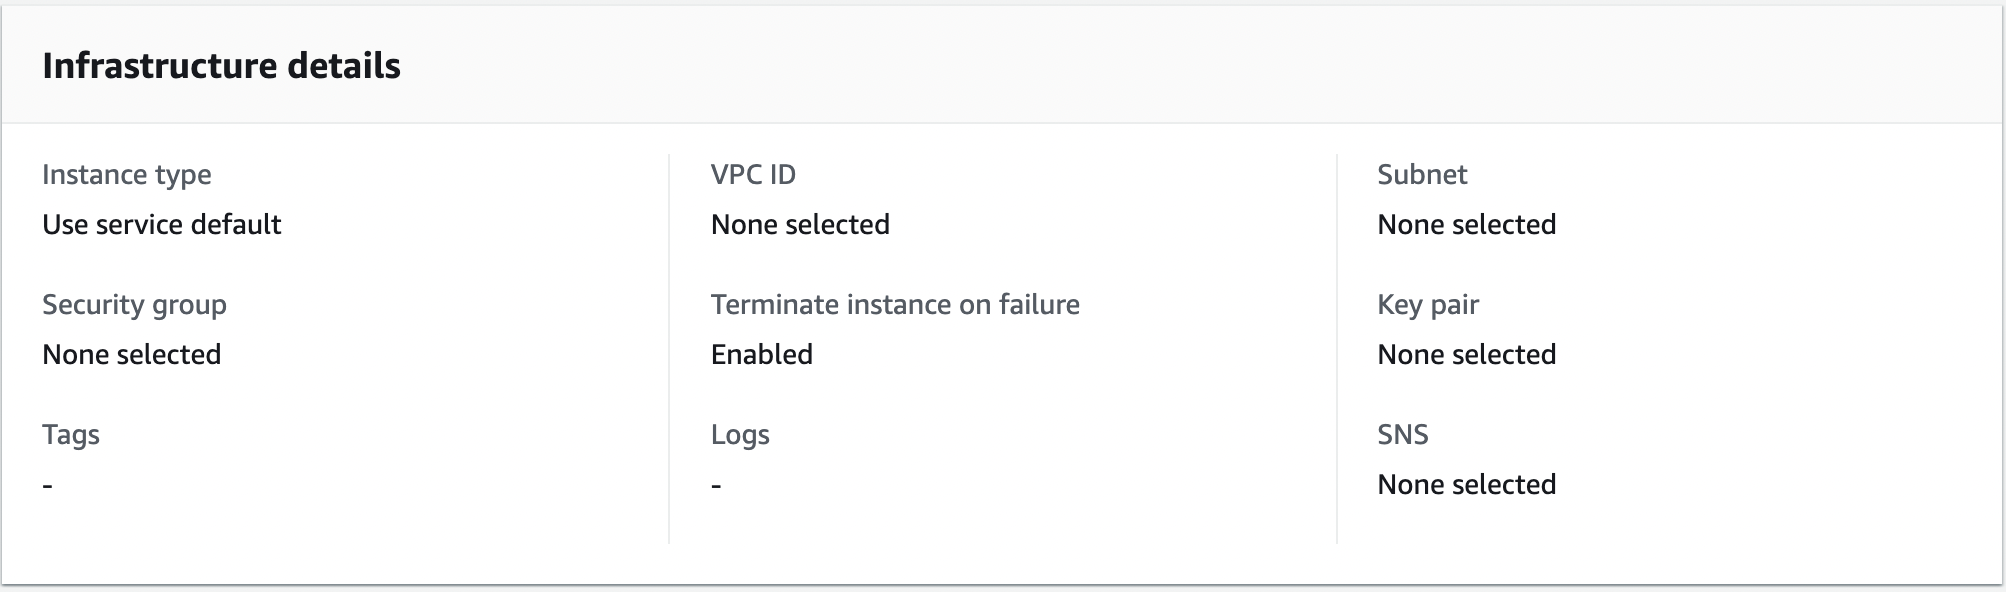 Infrastructure details
Instance type
Use service default
VPC ID
None selected
Subnet
None selected
Security group
None selected
Terminate instance on failure
Enabled
Key pair
None selected
Tags
-
Logs
-
SNS
None selected